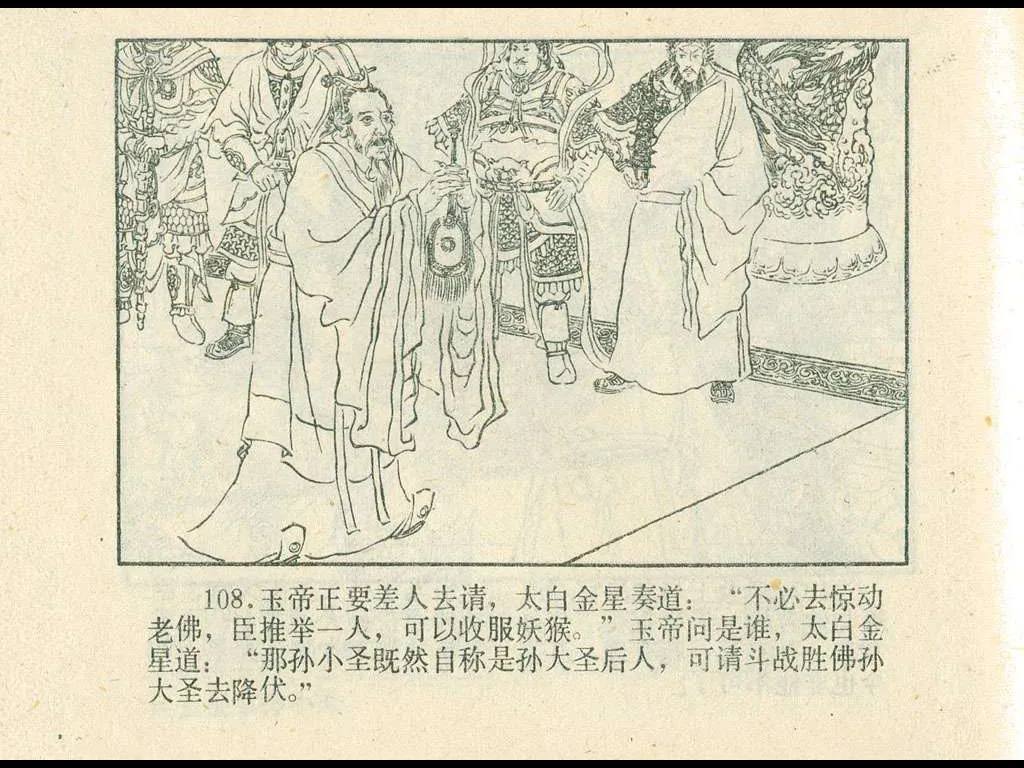 108.玉帝正要差人去请，太白金星奏道：“不必去惊动
老佛，臣推举一人，可以收服妖猴。”玉帝问是谁，太白金
星道：“那孙小圣既然自称是孙大圣后人，可请斗战胜佛孙
大圣去降伏。”